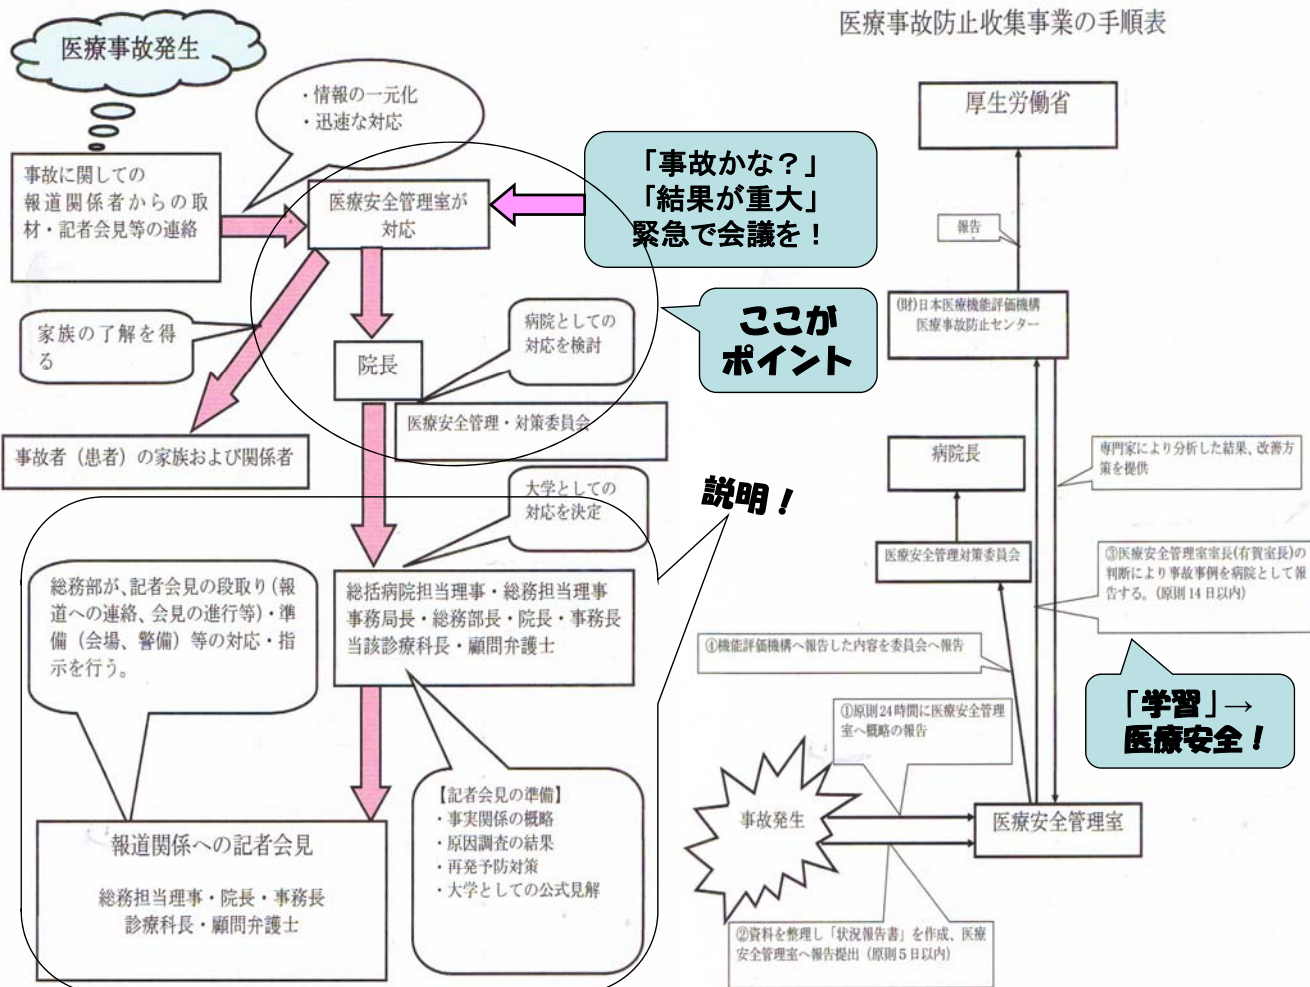 医療事故発生
・情報の一元化
・迅速な対応
事故に関しての
報道関係者からの取
材・記者会見等の連絡
医療安全管理室が
対応
「事故かな？」
「結果が重大」
緊急で会議を！
ここが
ポイント
家族の了解を得
る
院長
病院としての
対応を検討
医療安全管理・対策委員会
事故者（患者）の家族および関係者
大学としての
対応を決定
説明！
総務部が、記者会見の段取り（報
道への連絡、会見の進行等）・準
備（会場、警備）等の対応・指
示を行う。
総括病院担当理事・総務担当理事
事務局長・総務部長・院長・事務長
当該診療科長・顧問弁護士
【記者会見の準備】
・事実関係の概略
・原因調査の結果
・再発予防対策
・大学としての公式見解
報道関係への記者会見
総務担当理事・院長・事務長
診療科長・顧問弁護士
医療事故防止収集事業の手順表
厚生労働省
報告
(財)日本医療機能評価機構
医療事故防止センター
病院長
専門家により分析した結果、改善方
策を提供
医療安全管理対策委員会
③医療安全管理室室長(有賀室長)の
判断により事故事例を病院として報
告する。（原則14日以内）
④機能評価機構へ報告した内容を委員会へ報告
「学習」→
医療安全！
①原則24時間に医療安全管理
室へ概略の報告
事故発生
医療安全管理室
②資料を整理し「状況報告書」を作成、医療
安全管理室へ報告提出（原則5日以内）